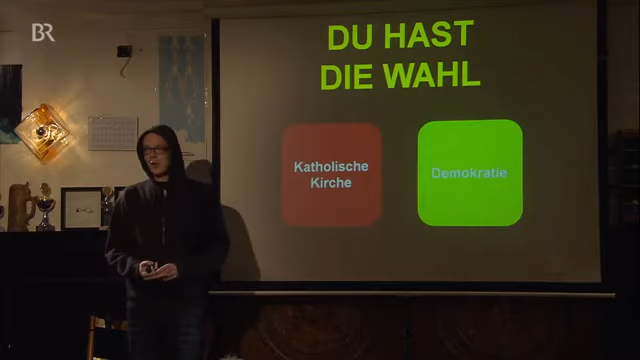 BR
DU HAST
DIE WAHL
Katholische
Kirche
Demokratie